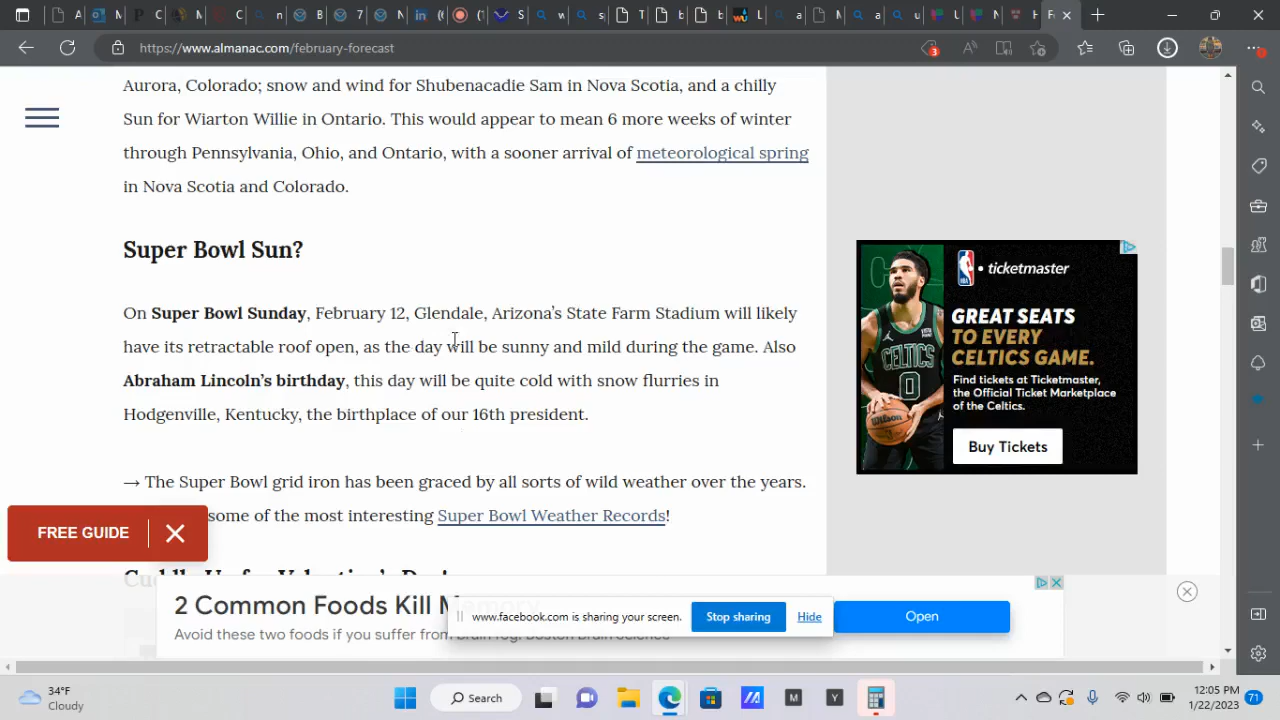 https://www.almanac.com/february-forecast
3
Aurora, Colorado; snow and wind for Shubenacadie Sam in Nova Scotia, and a chilly
Sun for Wiarton Willie in Ontario. This would appear to mean 6 more weeks of winter
through Pennsylvania, Ohio, and Ontario, with a sooner arrival of meteorological spring
in Nova Scotia and Colorado.
Super Bowl Sun?
On Super Bowl Sunday, February 12, Glendale, Arizona's State Farm Stadium will likely
have its retractable roof open, as the day will be sunny and mild during the game. Also
Abraham Lincoln's birthday, this day will be quite cold with snow flurries in
Hodgenville, Kentucky, the birthplace of our 16th president.
→ The Super Bowl grid iron has been graced by all sorts of wild weather over the years.
some of the most interesting Super Bowl Weather Records!
FREE GUIDE
NBA • ticketmaster
GREAT SEATS
TO EVERY
CELTICS GAME.
Find tickets at Ticketmaster,
the Official Ticket Marketplace
of the Celtics.
Buy Tickets
CELTICS
0
2 Common Foods Kill
Avoid these two foods if you suffer from
www.facebook.com is sharing your screen.
Stop sharing
Hide
Open
34°F
Cloudy
Search
M
Y
12:05 PM
1/22/2023
71